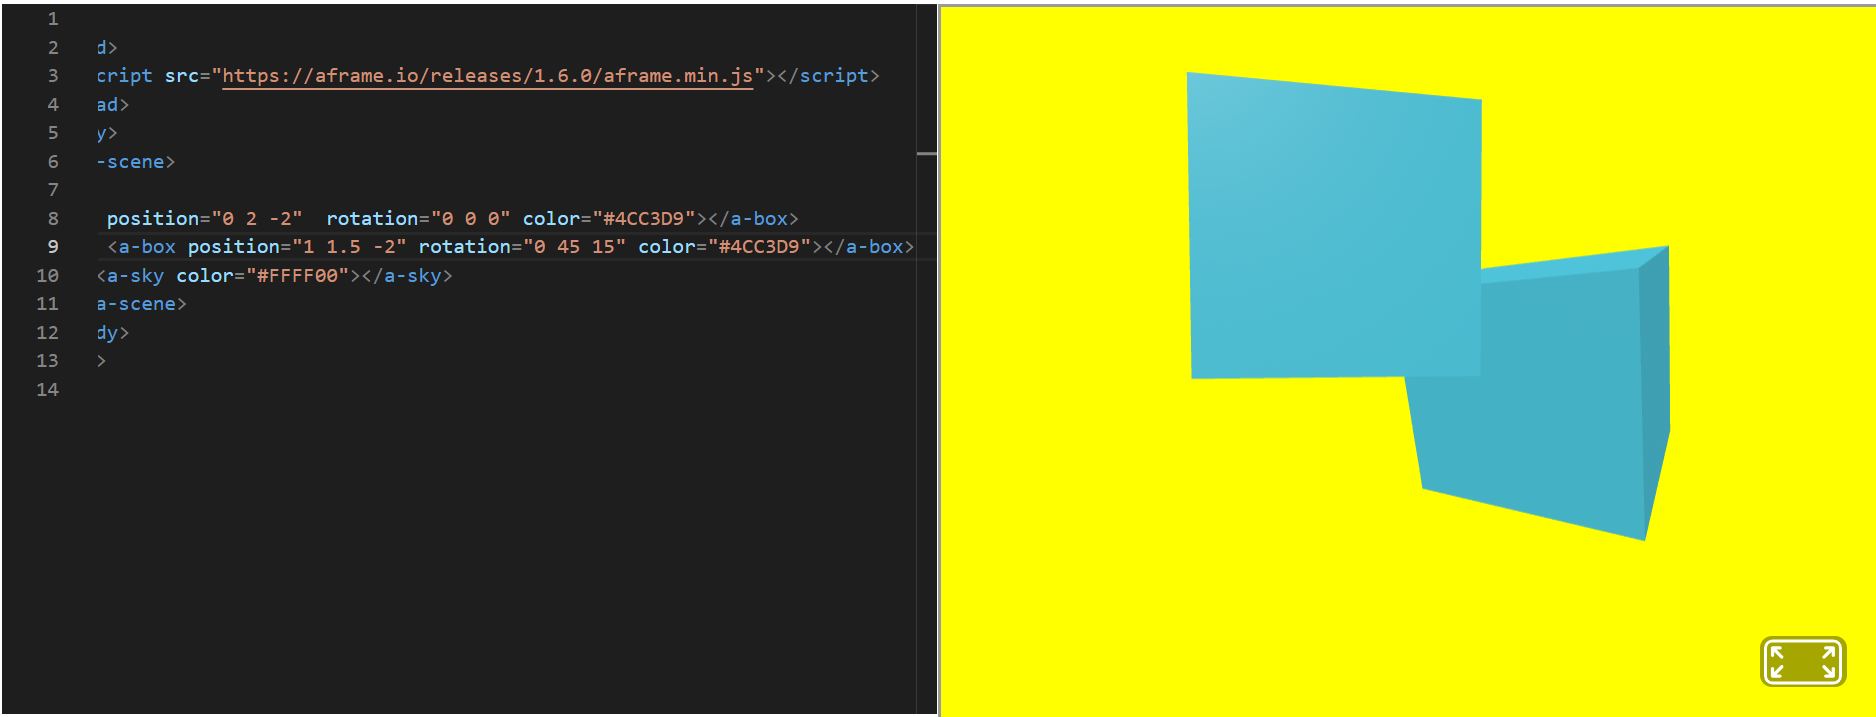 1
2 d>
3 cript src="https://aframe.io/releases/1.6.0/aframe.min.js"></script>
4 ad>
5 y>
6 -scene>
7
8 position="0 2 -2"  rotation="0 0 0" color="#4CC3D9"></a-box>
9 <a-box position="1 1.5 -2" rotation="0 45 15" color="#4CC3D9"></a-box>
10 <a-sky color="#FFFF00"></a-sky>
11 a-scene>
12 dy>
13 >
14